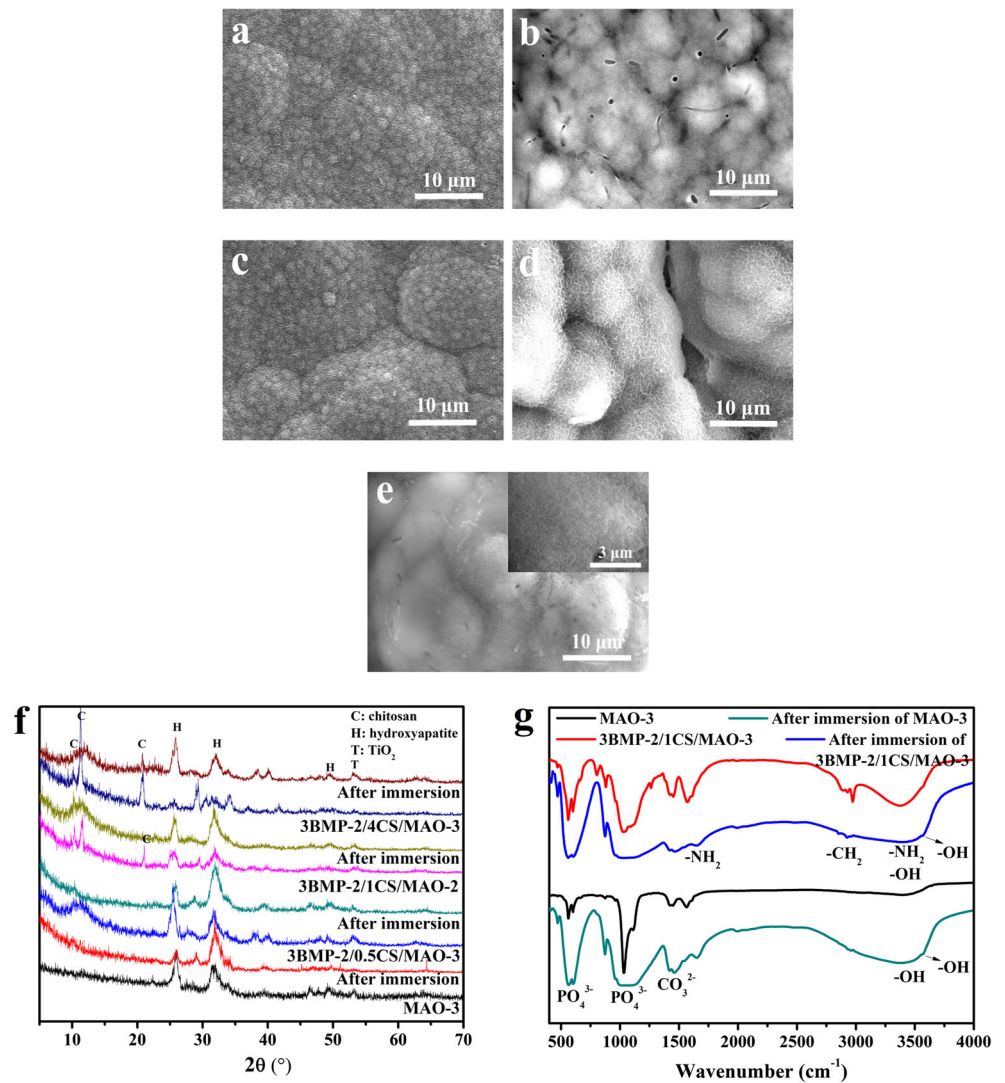 a
10 µm
b
10 µm
c
10 µm
d
10 µm
e
3 µm
10 µm
f
C: chitosan
H: hydroxyapatite
T: TiO₂
C
C
C
H
H
H
T
After immersion
3BMP-2/4CS/MAO-3
After immersion
C
3BMP-2/1CS/MAO-2
After immersion
3BMP-2/0.5CS/MAO-3
After immersion
MAO-3
10
20
30
40
50
60
70
2θ (°)
g
MAO-3
After immersion of MAO-3
3BMP-2/1CS/MAO-3
After immersion of
3BMP-2/1CS/MAO-3
-NH₂
-CH₂
-NH₂
-OH
-OH
-OH
-OH
PO₄³⁻
PO₄³⁻
CO₃²⁻
500
1000
1500
2000
2500
3000
3500
4000
Wavenumber (cm⁻¹)